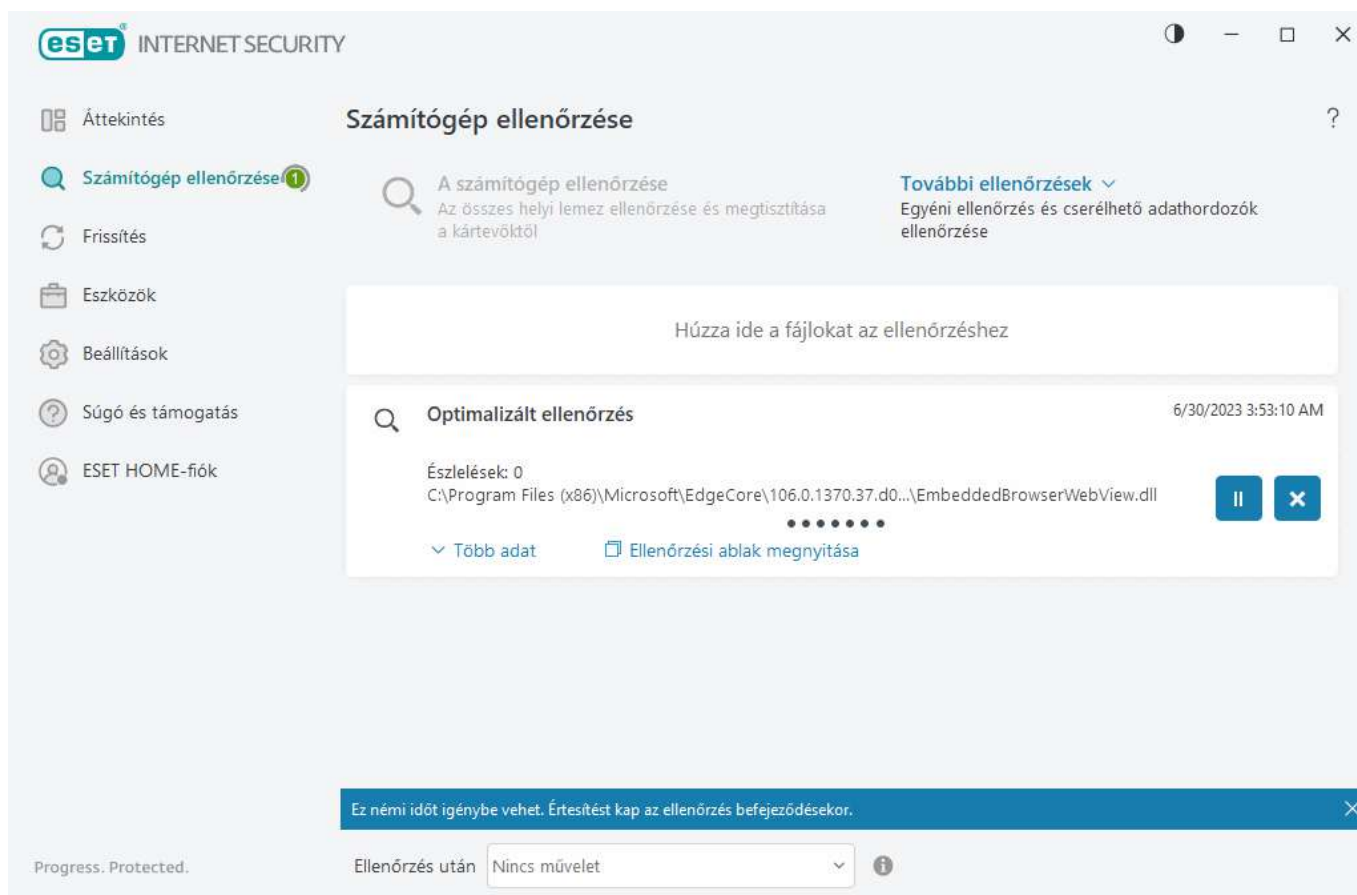 eset INTERNET SECURITY
Áttekintés
Számítógép ellenőrzése 1
Frissítés
Eszközök
Beállítások
Súgó és támogatás
ESET HOME-fiók
Progress. Protected.
Számítógép ellenőrzése
?
A számítógép ellenőrzése
Az összes helyi lemez ellenőrzése és megtisztítása
a kártevőktől
További ellenőrzések
Egyéni ellenőrzés és cserélhető adathordozók
ellenőrzése
Húzza ide a fájlokat az ellenőrzéshez
Optimalizált ellenőrzés
6/30/2023 3:53:10 AM
Észlelések: 0
C:\Program Files (x86)\Microsoft\EdgeCore\106.0.1370.37.d0...\EmbeddedBrowserWebView.dll
Több adat
Ellenőrzési ablak megnyitása
Ez némi időt igénybe vehet. Értesítést kap az ellenőrzés befejeződésekor.
Ellenőrzés után Nincs művelet